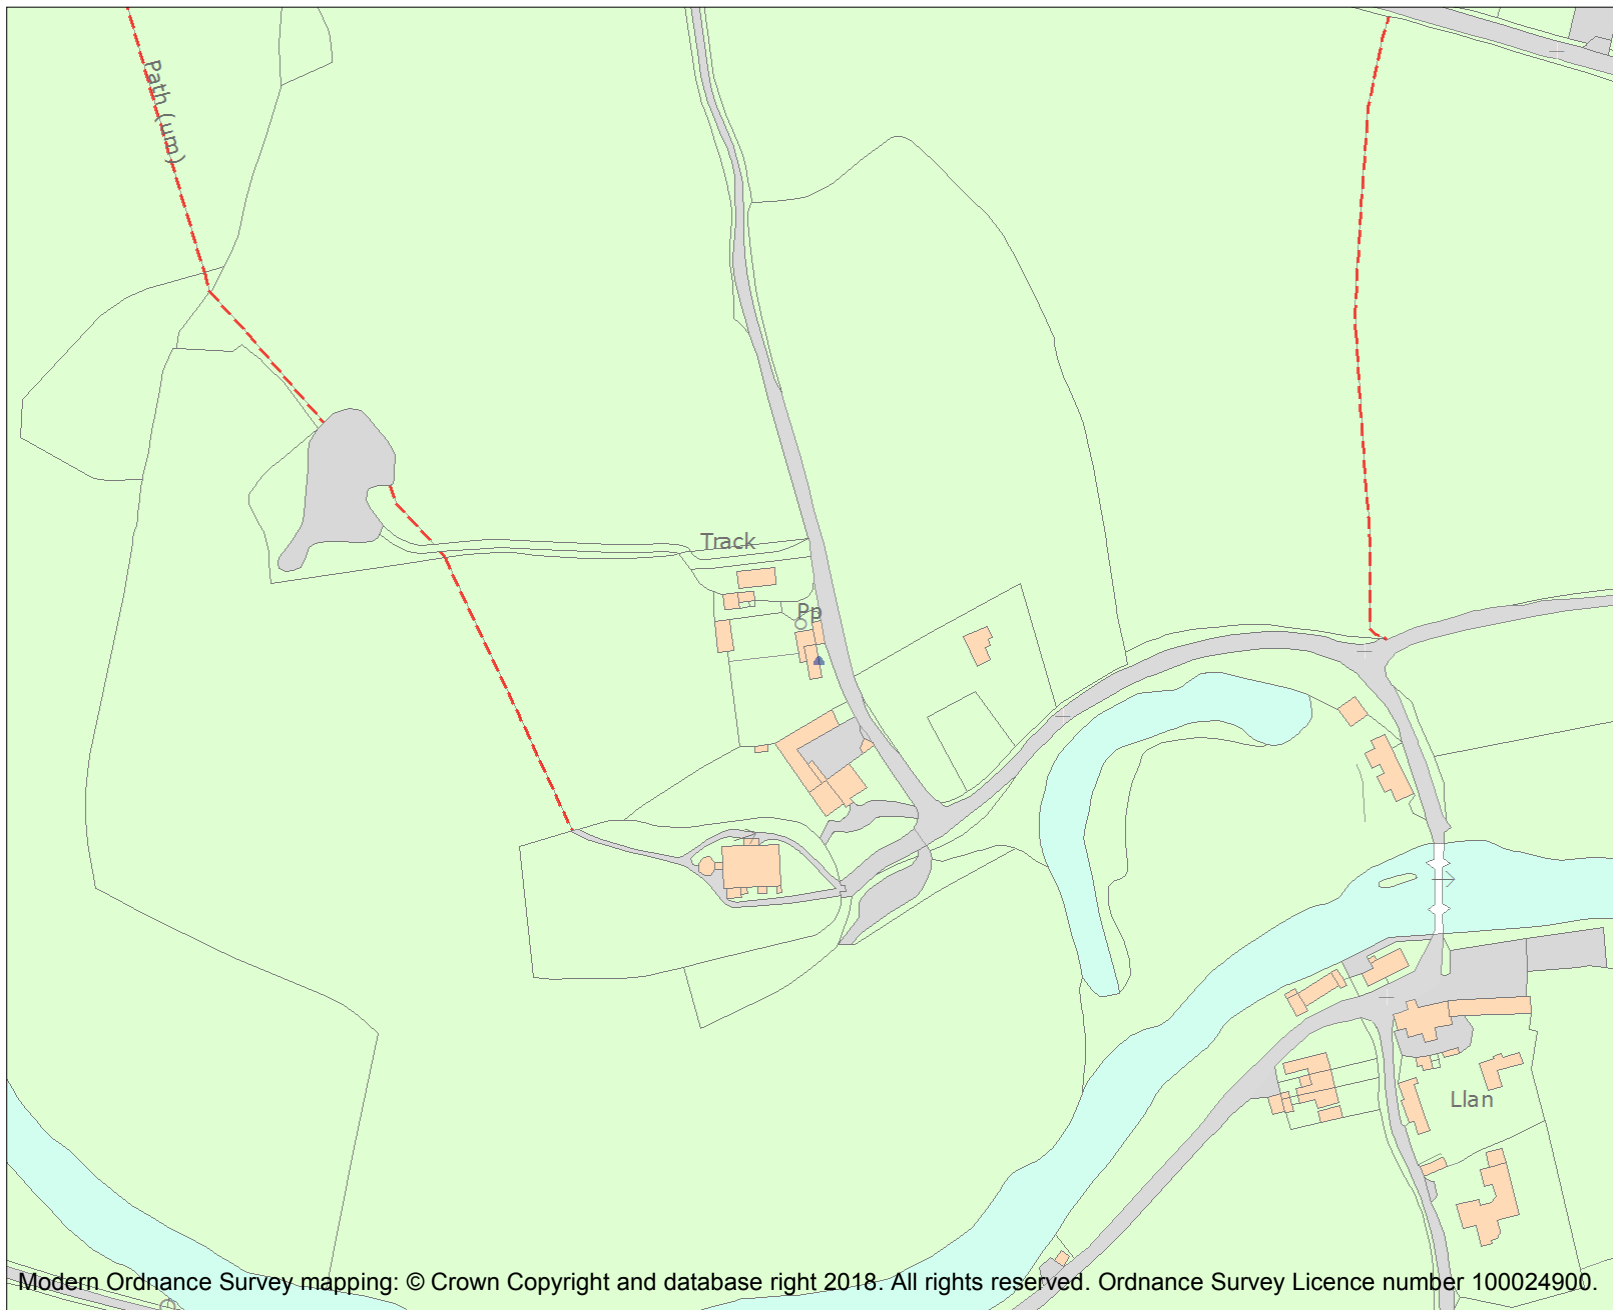 Path (um)
Track
Pp
Llan
Modern Ordnance Survey mapping: © Crown Copyright and database right 2018. All rights reserved. Ordnance Survey Licence number 100024900.